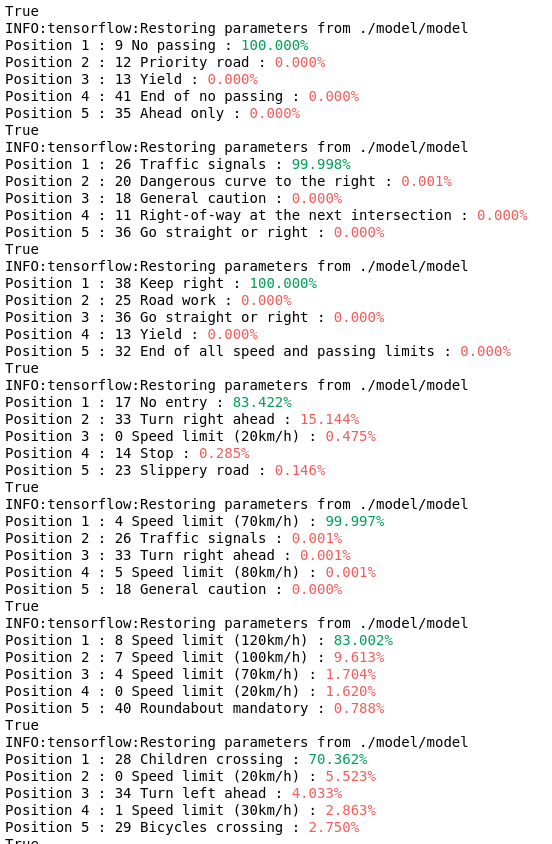 True
INFO:tensorflow:Restoring parameters from ./model/model
Position 1 : 9 No passing : 100.000%
Position 2 : 12 Priority road : 0.000%
Position 3 : 13 Yield : 0.000%
Position 4 : 41 End of no passing : 0.000%
Position 5 : 35 Ahead only : 0.000%
True
INFO:tensorflow:Restoring parameters from ./model/model
Position 1 : 26 Traffic signals : 99.998%
Position 2 : 20 Dangerous curve to the right : 0.001%
Position 3 : 18 General caution : 0.000%
Position 4 : 11 Right-of-way at the next intersection : 0.000%
Position 5 : 36 Go straight or right : 0.000%
True
INFO:tensorflow:Restoring parameters from ./model/model
Position 1 : 38 Keep right : 100.000%
Position 2 : 25 Road work : 0.000%
Position 3 : 36 Go straight or right : 0.000%
Position 4 : 13 Yield : 0.000%
Position 5 : 32 End of all speed and passing limits : 0.000%
True
INFO:tensorflow:Restoring parameters from ./model/model
Position 1 : 17 No entry : 83.422%
Position 2 : 33 Turn right ahead : 15.144%
Position 3 : 0 Speed limit (20km/h) : 0.475%
Position 4 : 14 Stop : 0.285%
Position 5 : 23 Slippery road : 0.146%
True
INFO:tensorflow:Restoring parameters from ./model/model
Position 1 : 4 Speed limit (70km/h) : 99.997%
Position 2 : 26 Traffic signals : 0.001%
Position 3 : 33 Turn right ahead : 0.001%
Position 4 : 5 Speed limit (80km/h) : 0.001%
Position 5 : 18 General caution : 0.000%
True
INFO:tensorflow:Restoring parameters from ./model/model
Position 1 : 8 Speed limit (120km/h) : 83.002%
Position 2 : 7 Speed limit (100km/h) : 9.613%
Position 3 : 4 Speed limit (70km/h) : 1.704%
Position 4 : 0 Speed limit (20km/h) : 1.620%
Position 5 : 40 Roundabout mandatory : 0.788%
True
INFO:tensorflow:Restoring parameters from ./model/model
Position 1 : 28 Children crossing : 70.362%
Position 2 : 0 Speed limit (20km/h) : 5.523%
Position 3 : 34 Turn left ahead : 4.033%
Position 4 : 1 Speed limit (30km/h) : 2.863%
Position 5 : 29 Bicycles crossing : 2.750%
True